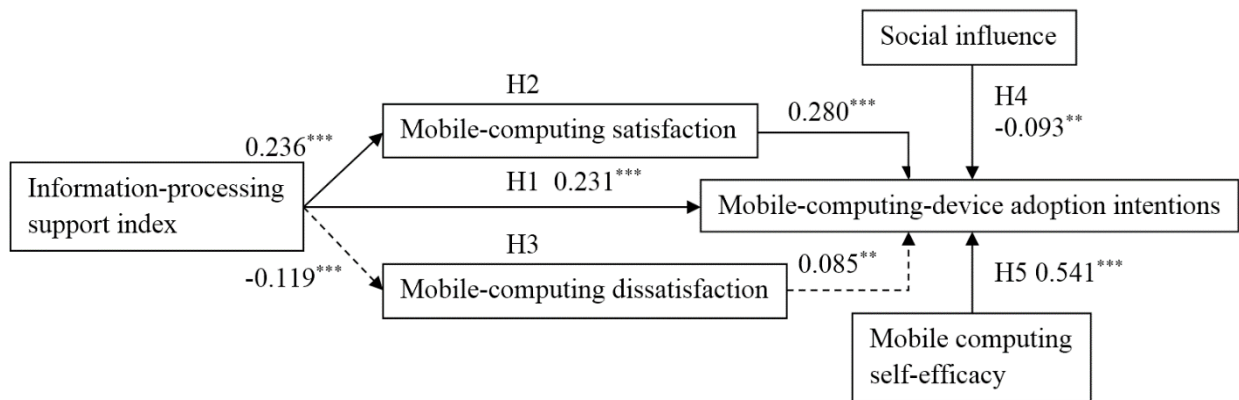 Social influence
H2
H4
0.280***
-0.093**
Mobile-computing satisfaction
0.236***
H1 0.231***
Information-processing
support index
Mobile-computing-device adoption intentions
H3
-0.119***
0.085**
Mobile-computing dissatisfaction
H5 0.541***
Mobile computing
self-efficacy